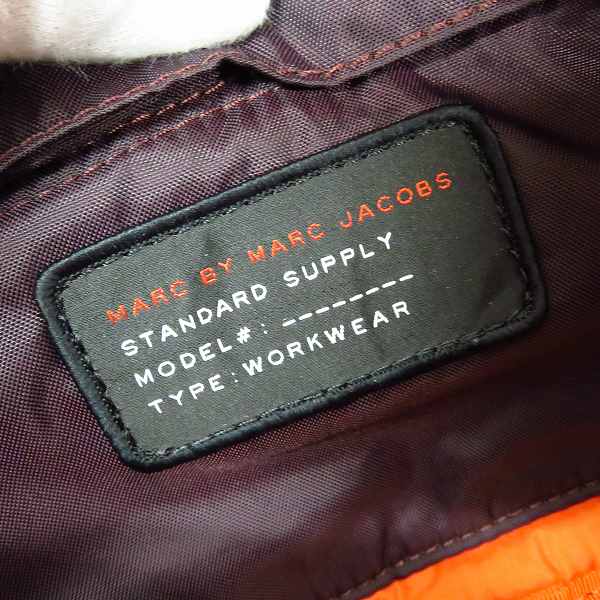 MARC BY MARC JACOBS
STANDARD SUPPLY
MODEL#: --------
TYPE:WORKWEAR